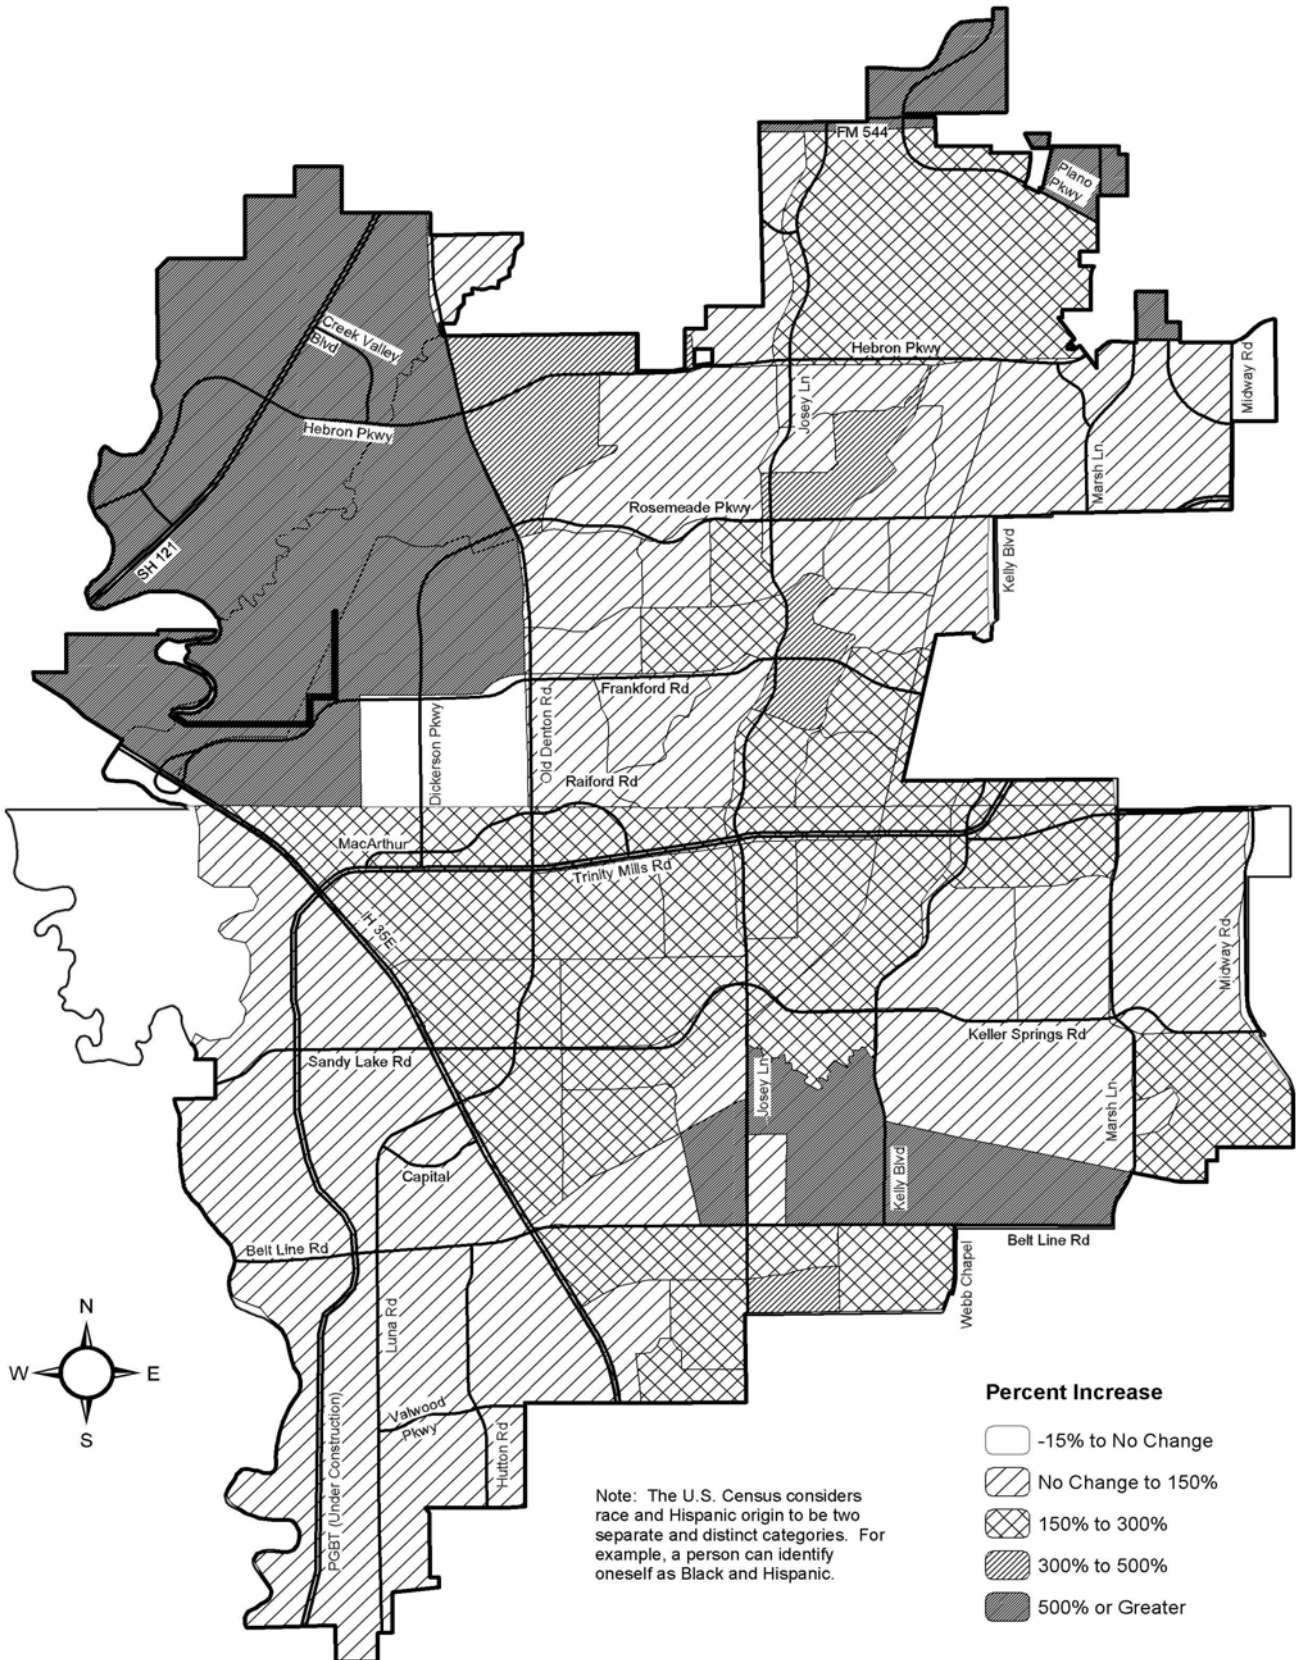 FM 544
Plano
Pkwy
Creek Valley
Blvd
Hebron Pkwy
Midway Rd
Josey Ln
Hebron Pkwy
Marsh Ln
Rosemeade Pkwy
SH 121
Kelly Blvd
Frankford Rd
Old Denton Rd.
Dickerson Pkwy
Raiford Rd
MacArthur
Trinity Mills Rd
IH 35E
Midway Rd
Keller Springs Rd
Sandy Lake Rd
Josey Ln
Marsh Ln
Capital
Kelly Blvd
Belt Line Rd
Belt Line Rd
Webb Chapel
N
W
E
S
Luna Rd
Valwood
Pkwy
Hutton Rd
PGBT (Under Construction)
Percent Increase
-15% to No Change
No Change to 150%
150% to 300%
300% to 500%
500% or Greater
Note: The U.S. Census considers
race and Hispanic origin to be two
separate and distinct categories. For
example, a person can identify
oneself as Black and Hispanic.